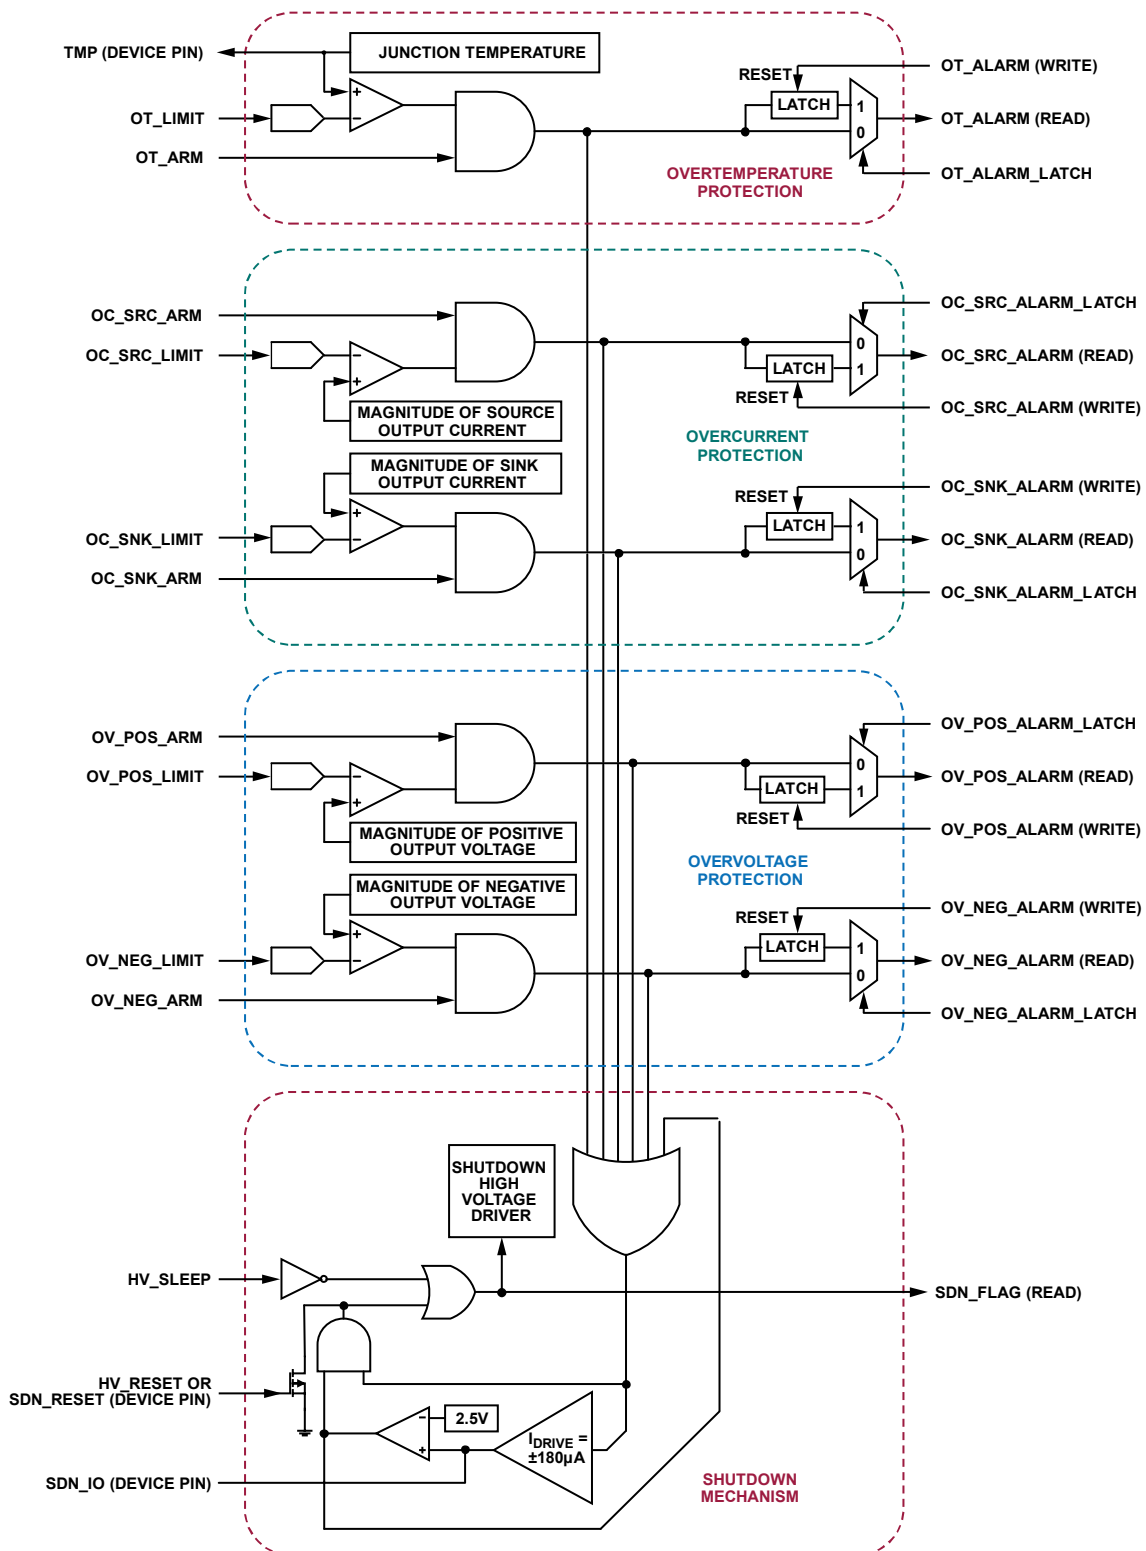 TMP (DEVICE PIN)
JUNCTION TEMPERATURE
OT_LIMIT
OT_ARM
+
−
RESET
LATCH
1
0
OT_ALARM (WRITE)
OT_ALARM (READ)
OT_ALARM_LATCH
OVERTEMPERATURE
PROTECTION
OC_SRC_ARM
OC_SRC_LIMIT
−
+
MAGNITUDE OF SOURCE
OUTPUT CURRENT
0
1
LATCH
RESET
OC_SRC_ALARM_LATCH
OC_SRC_ALARM (READ)
OC_SRC_ALARM (WRITE)
OVERCURRENT
PROTECTION
MAGNITUDE OF SINK
OUTPUT CURRENT
+
−
OC_SNK_LIMIT
OC_SNK_ARM
RESET
LATCH
1
0
OC_SNK_ALARM (WRITE)
OC_SNK_ALARM (READ)
OC_SNK_ALARM_LATCH
OV_POS_ARM
OV_POS_LIMIT
−
+
MAGNITUDE OF POSITIVE
OUTPUT VOLTAGE
0
1
LATCH
RESET
OV_POS_ALARM_LATCH
OV_POS_ALARM (READ)
OV_POS_ALARM (WRITE)
OVERVOLTAGE
PROTECTION
MAGNITUDE OF NEGATIVE
OUTPUT VOLTAGE
+
−
OV_NEG_LIMIT
OV_NEG_ARM
RESET
LATCH
1
0
OV_NEG_ALARM (WRITE)
OV_NEG_ALARM (READ)
OV_NEG_ALARM_LATCH
SHUTDOWN
HIGH
VOLTAGE
DRIVER
HV_SLEEP
SDN_FLAG (READ)
HV_RESET OR
SDN_RESET (DEVICE PIN)
−
+
2.5V
IDRIVE =
±180µA
SDN_IO (DEVICE PIN)
SHUTDOWN
MECHANISM